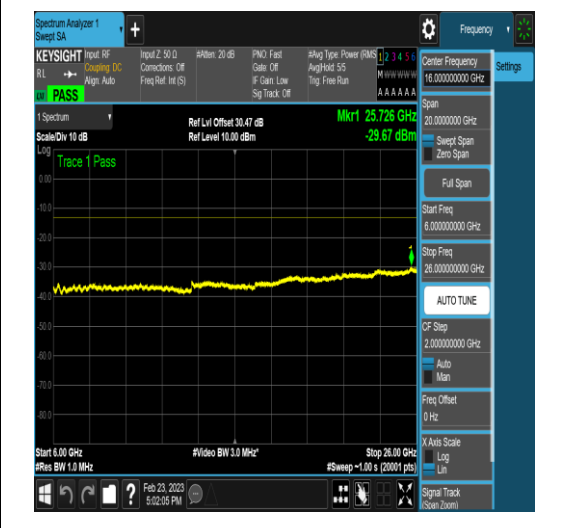 Spectrum Analyzer 1
Swept SA
+
Frequency
KEYSIGHT
Input: RF
Coupling: DC
Align: Auto
RL
PASS
Input Z: 50 Ω
Corrections: Off
Freq Ref: Int (S)
#Atten: 20 dB
PNO: Fast
Gate: Off
IF Gain: Low
Sig Track: Off
#Avg Type: Power (RMS
Avg|Hold: 5/5
Trig: Free Run
1 2 3 4 5 6
M W W W W W
A A A A A A
1 Spectrum
Scale/Div 10 dB
Ref Lvl Offset 30.47 dB
Ref Level 10.00 dBm
Mkr1 25.726 GHz
-29.67 dBm
Log
Trace 1 Pass
0.00
-10.0
-20.0
-30.0
-40.0
-50.0
-60.0
-70.0
-80.0
1
Start 6.00 GHz
#Res BW 1.0 MHz
#Video BW 3.0 MHz*
Stop 26.00 GHz
#Sweep ~1.00 s (20001 pts)
?
Feb 23, 2023
5:02:05 PM
Center Frequency
16.000000000 GHz
Settings
Span
20.0000000 GHz
Swept Span
Zero Span
Full Span
Start Freq
6.000000000 GHz
Stop Freq
26.000000000 GHz
AUTO TUNE
CF Step
2.000000000 GHz
Auto
Man
Freq Offset
0 Hz
X Axis Scale
Log
Lin
Signal Track
(Span Zoom)